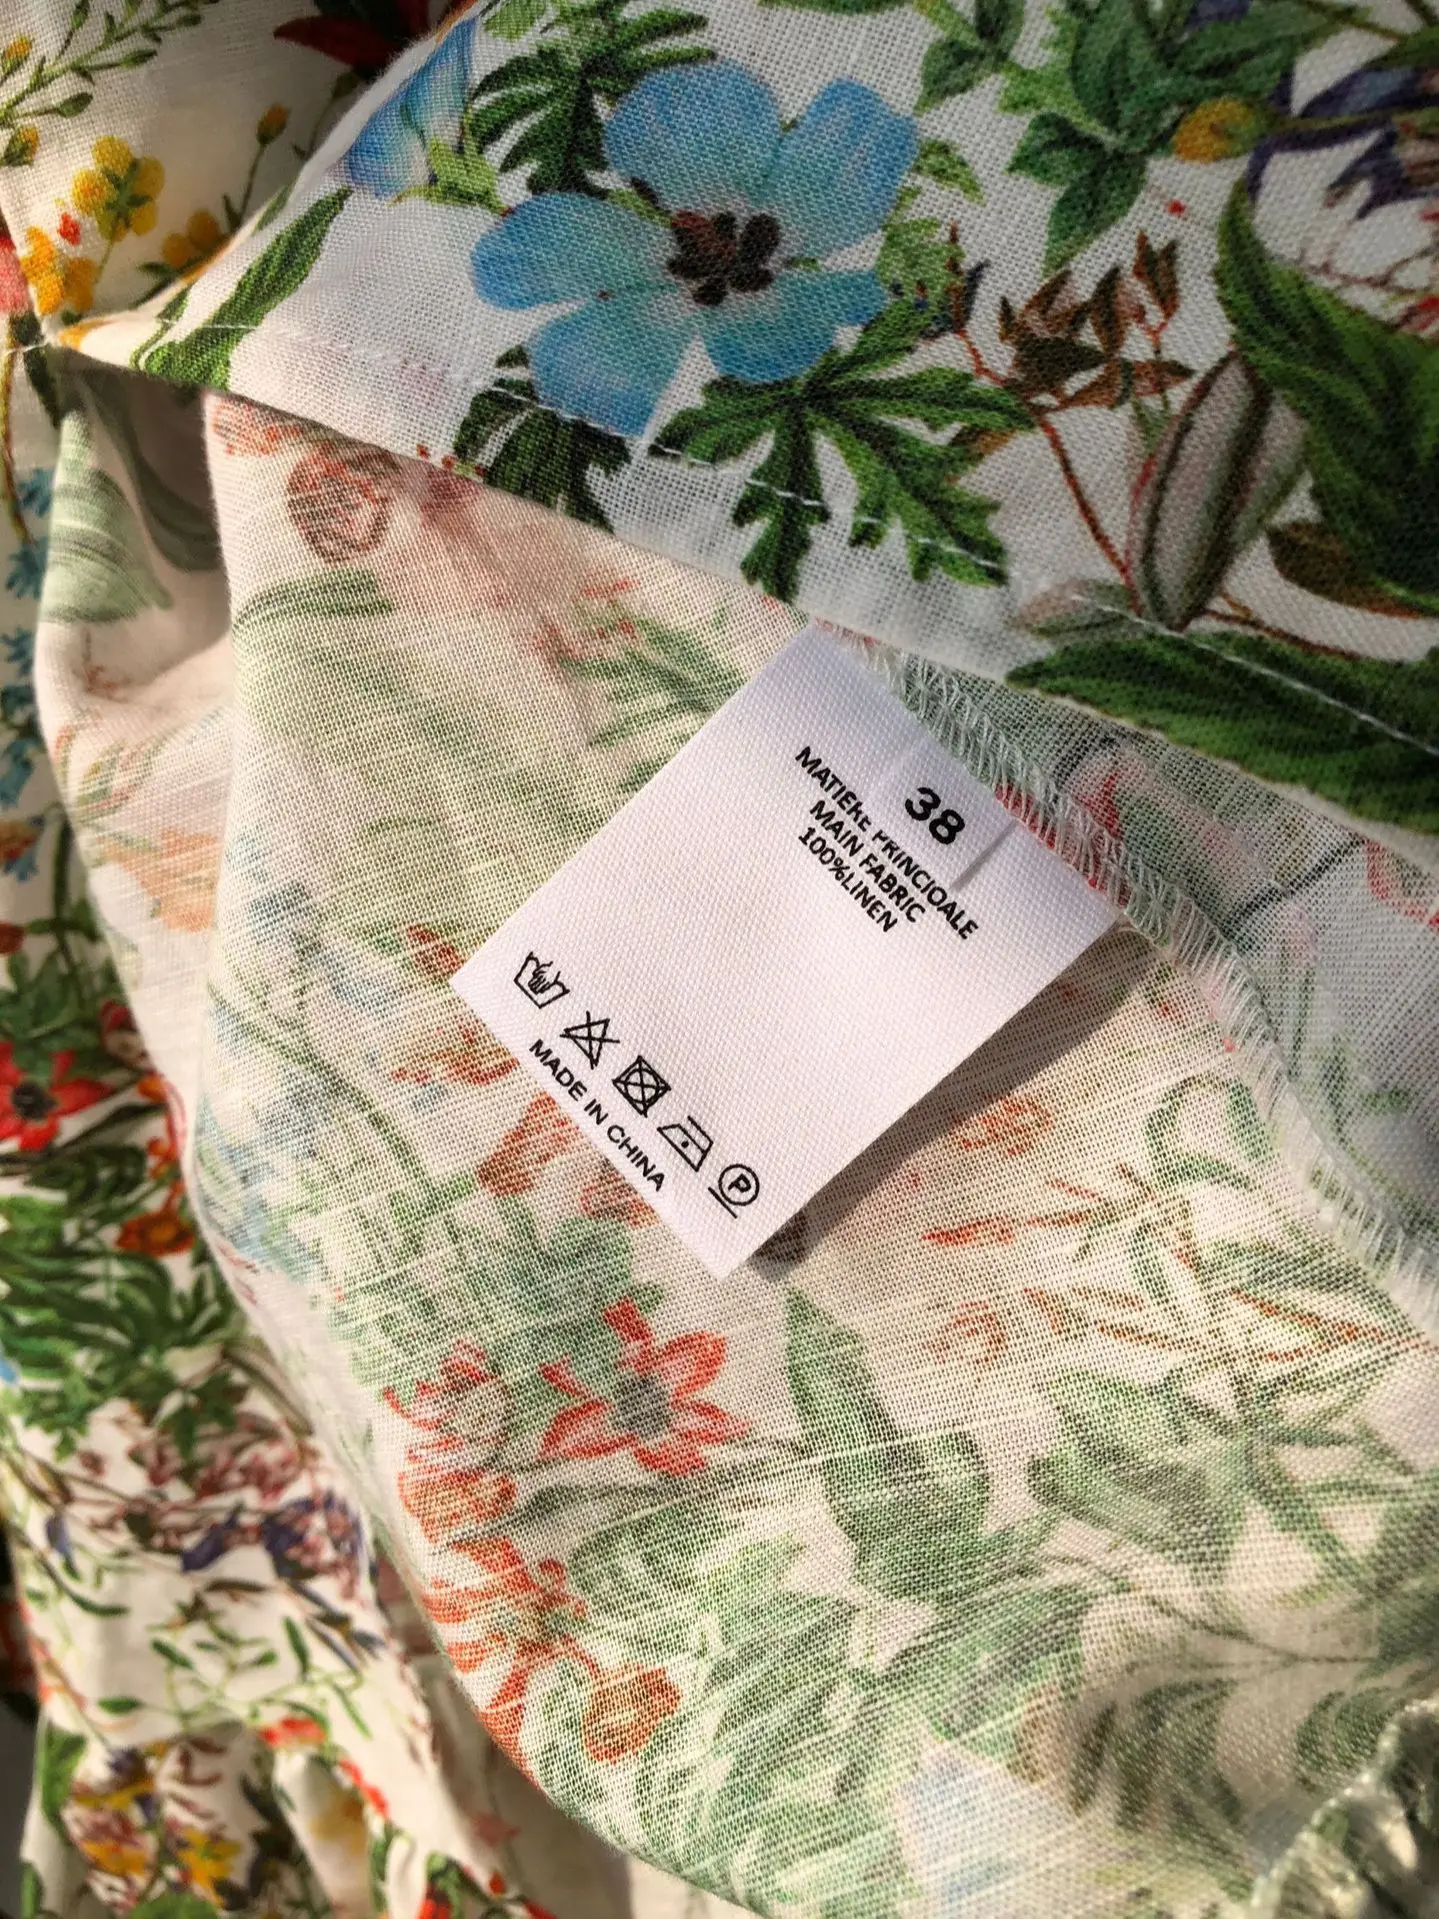 38
MATIERE PRINCIOALE
MAIN FABRIC
100%LINEN
P
MADE IN CHINA